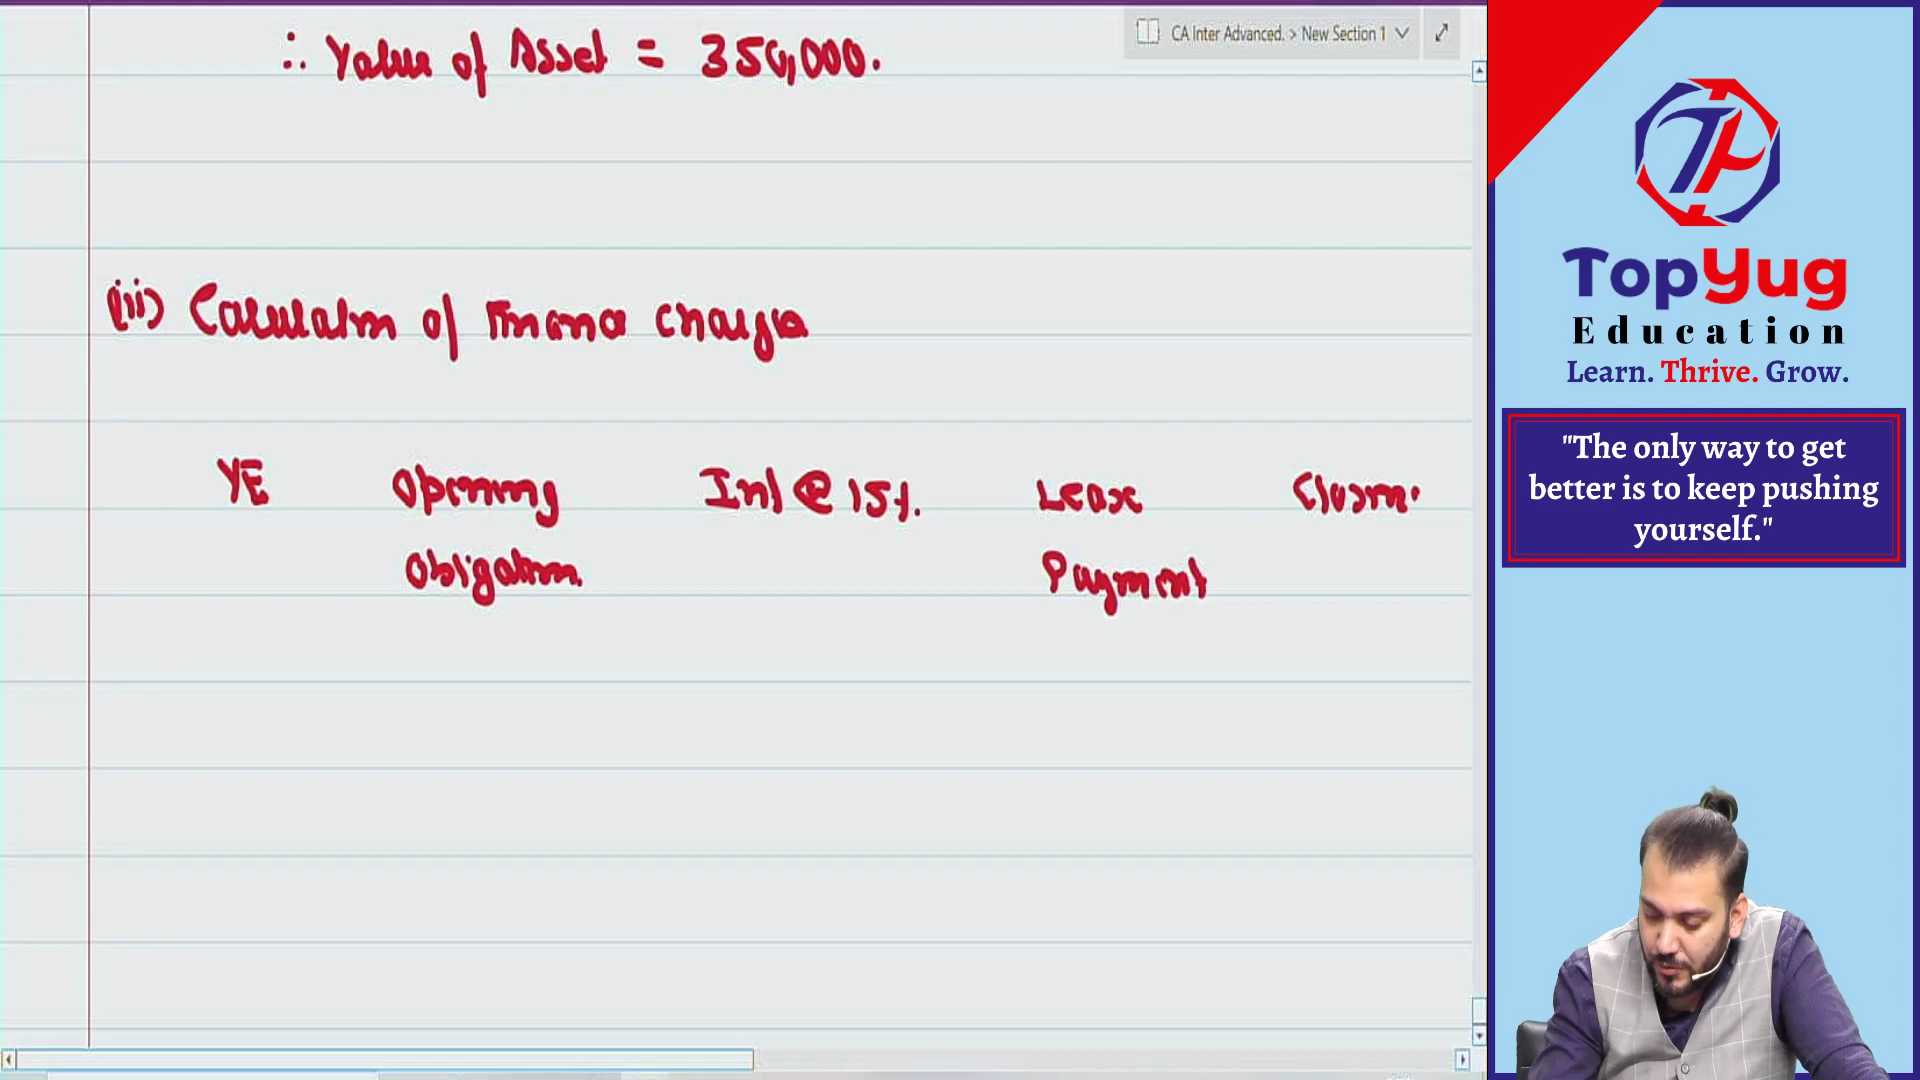 ∴ Value of Asset = 350,000.
CA Inter Advanced. > New Section 1
(iii) Calculation of Finance Charges
YE Opening Int @ 15%. Lease Closing
Obligation Payment
TopYug
Education
Learn. Thrive. Grow.
"The only way to get
better is to keep pushing
yourself."